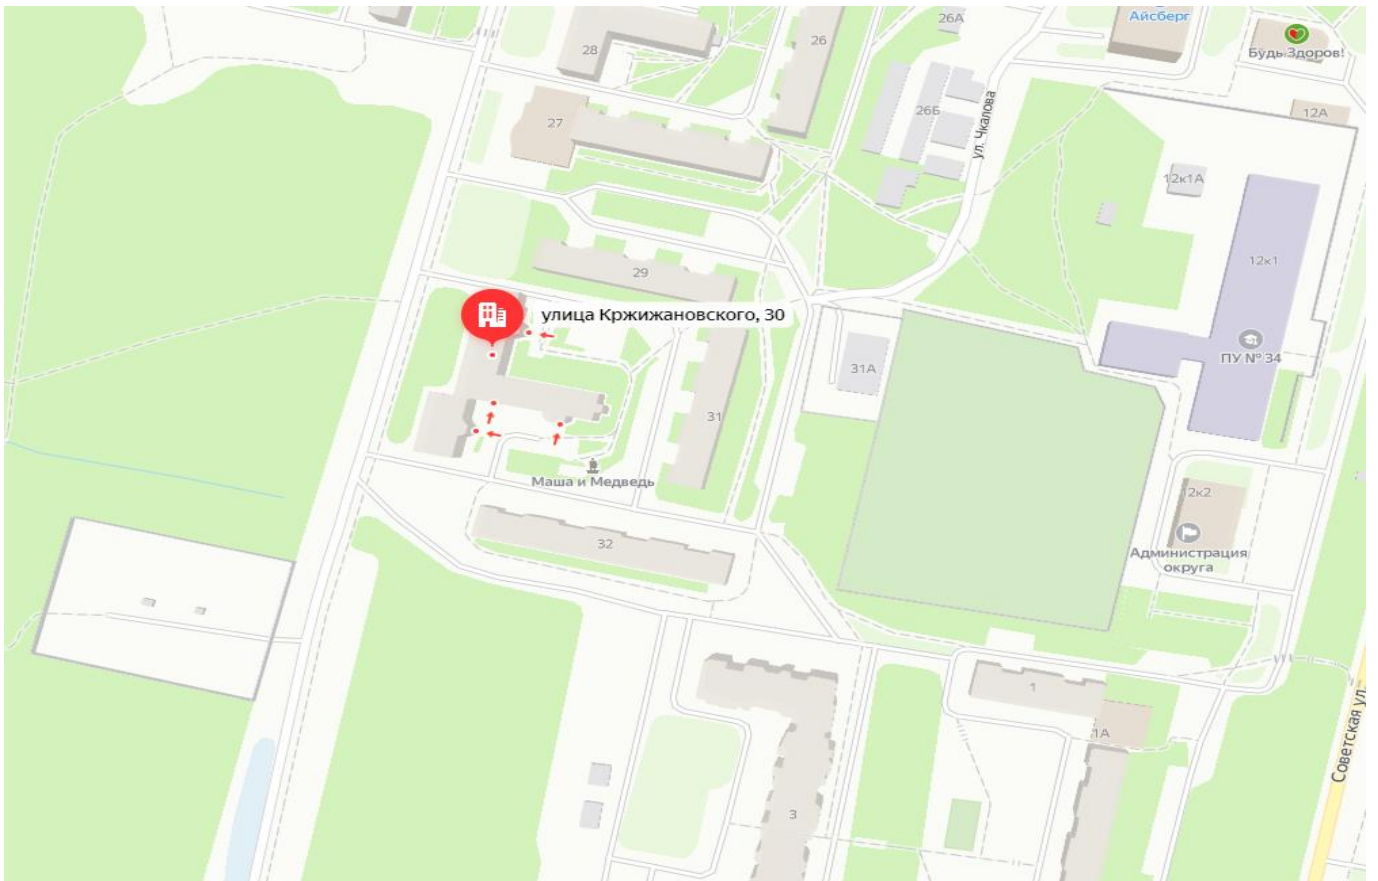 26А
Айсберг
28
26
Будь Здоров!
26Б
12А
27
ул. Чкалова
12к1А
12к1
29
улица Кржижановского, 30
31А
ПУ № 34
31
Маша и Медведь
12к2
32
Администрация
округа
1
1А
Советская ул.
3